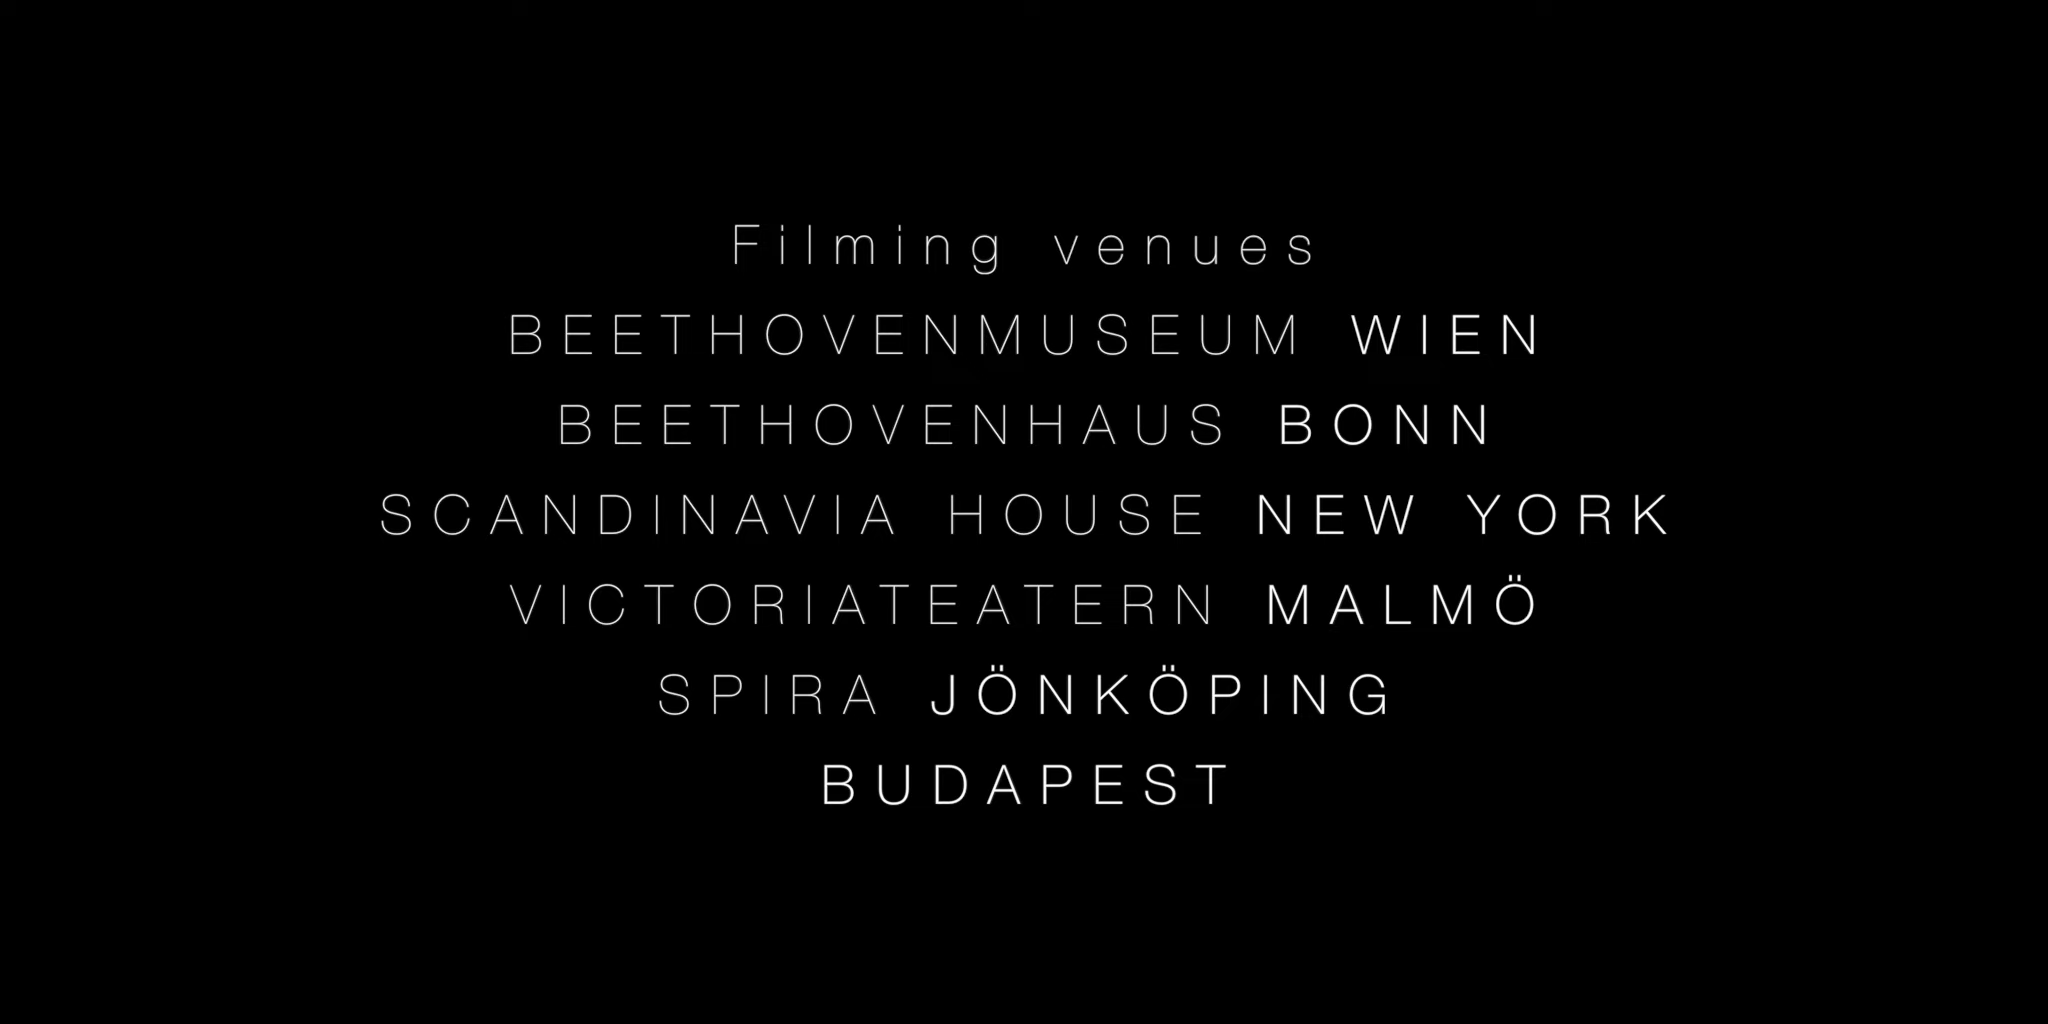 Filming venues
BEETHOVENMUSEUM WIEN
BEETHOVENHAUS BONN
SCANDINAVIA HOUSE NEW YORK
VICTORIATEATERN MALMÖ
SPIRA JÖNKÖPING
BUDAPEST